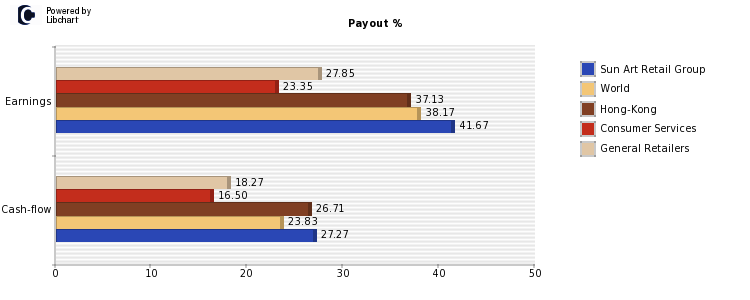 Powered by
Libchart
Payout %
Earnings
27.85
23.35
37.13
38.17
41.67
Cash-flow
18.27
16.50
26.71
23.83
27.27
0 10 20 30 40 50
Sun Art Retail Group
World
Hong-Kong
Consumer Services
General Retailers